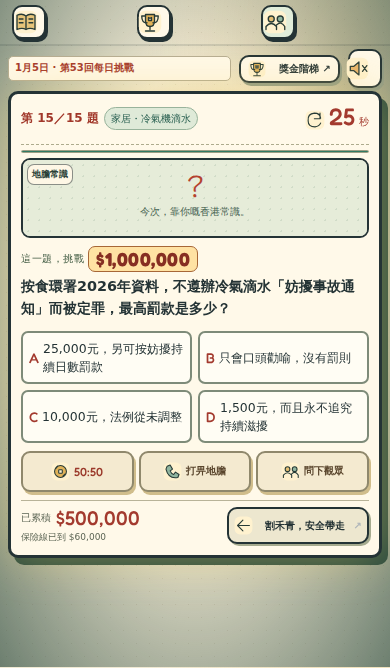 1月5日 · 第53回每日挑戰
獎金階梯 ↗
第 15／15 題
家居 · 冷氣機滴水
25 秒
地膽常識
?
今次，靠你嘅香港常識。
這一題，挑戰 $1,000,000
按食環署2026年資料，不遵辦冷氣滴水「妨擾事故通
知」而被定罪，最高罰款是多少？
A 25,000元，另可按妨擾持
續日數罰款
B 只會口頭勸喻，沒有罰則
C 10,000元，法例從未調整
D 1,500元，而且永不追究
持續滋擾
50:50
打畀地膽
問下觀眾
已累積 $500,000
保險線已到 $60,000
割禾青，安全帶走 ↗